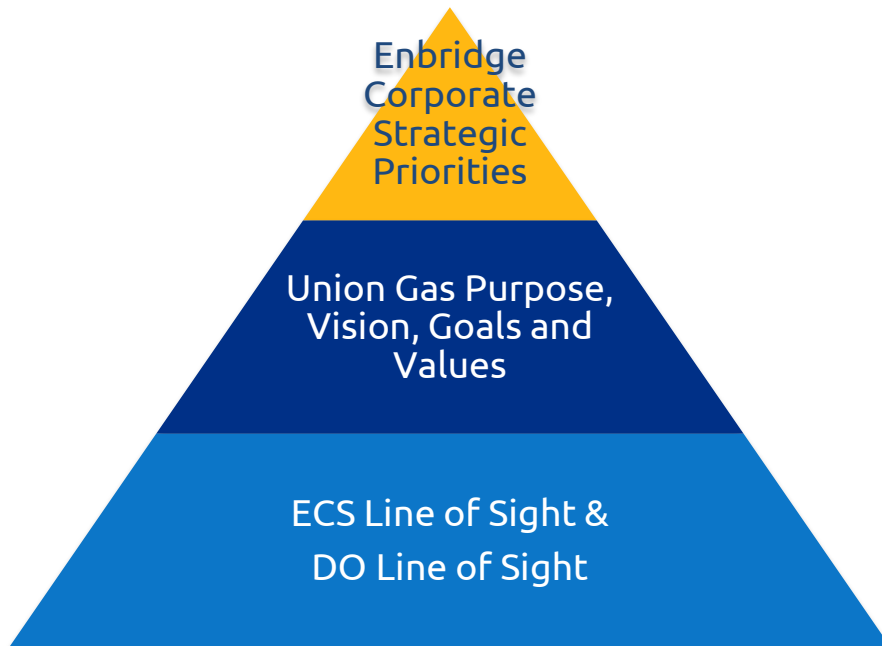 Enbridge
Corporate
Strategic
Priorities
Union Gas Purpose,
Vision, Goals and
Values
ECS Line of Sight &
DO Line of Sight